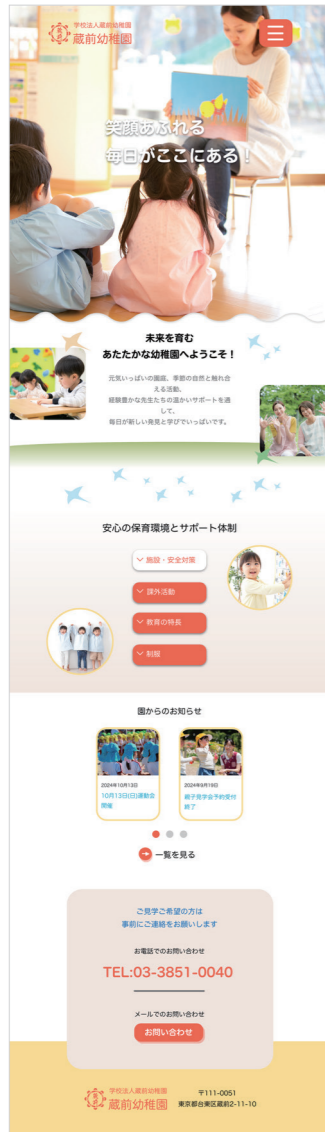 学校法人蔵前幼稚園
蔵前幼稚園
笑顔あふれる
毎日がここにある！
未来を育む
あたたかな幼稚園へようこそ！
元気いっぱいの園庭、季節の自然と触れ合
える活動、
経験豊かな先生たちの温かいサポートを通
して、
毎日が新しい発見と学びでいっぱいです。
安心の保育環境とサポート体制
施設・安全対策
課外活動
教育の特長
制服
園からのお知らせ
2024年10月13日
10月13日(日)運動会
開催
2024年9月19日
親子見学会予約受付
終了
一覧を見る
ご見学ご希望の方は
事前にご連絡をお願いします
お電話でのお問い合わせ
TEL:03-3851-0040
メールでのお問い合わせ
お問い合わせ
学校法人蔵前幼稚園
蔵前幼稚園
〒111-0051
東京都台東区蔵前2-11-10